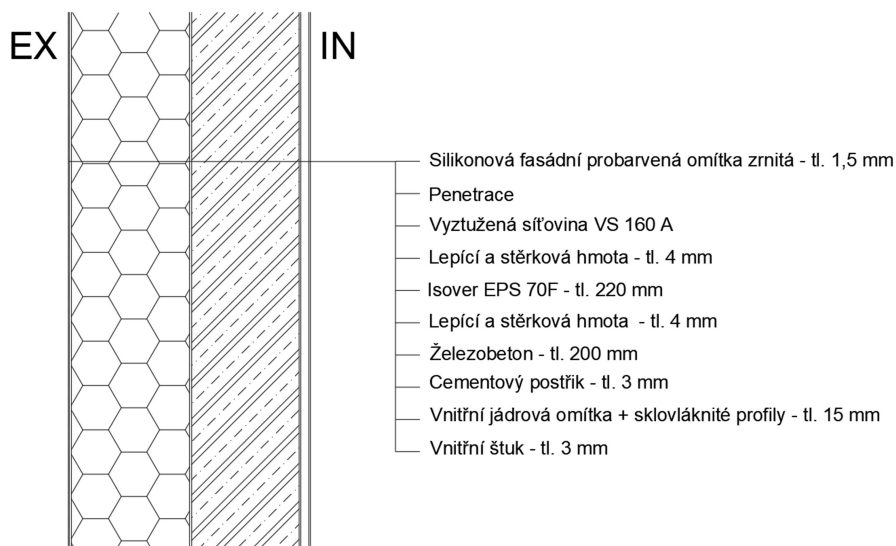 EX
IN
Silikonová fasádní probarvená omítka zrnitá - tl. 1,5 mm
Penetrace
Vyztužená síťovina VS 160 A
Lepící a stěrková hmota - tl. 4 mm
Isover EPS 70F - tl. 220 mm
Lepící a stěrková hmota - tl. 4 mm
Železobeton - tl. 200 mm
Cementový postřik - tl. 3 mm
Vnitřní jádrová omítka + sklovláknité profily - tl. 15 mm
Vnitřní štuk - tl. 3 mm